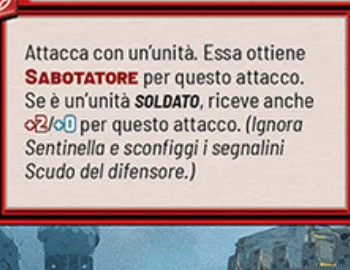 Attacca con un'unità. Essa ottiene
SABOTATORE per questo attacco.
Se è un'unità SOLDATO, riceve anche
+2/+0 per questo attacco. (Ignora
Sentinella e sconfiggi i segnalini
Scudo del difensore.)